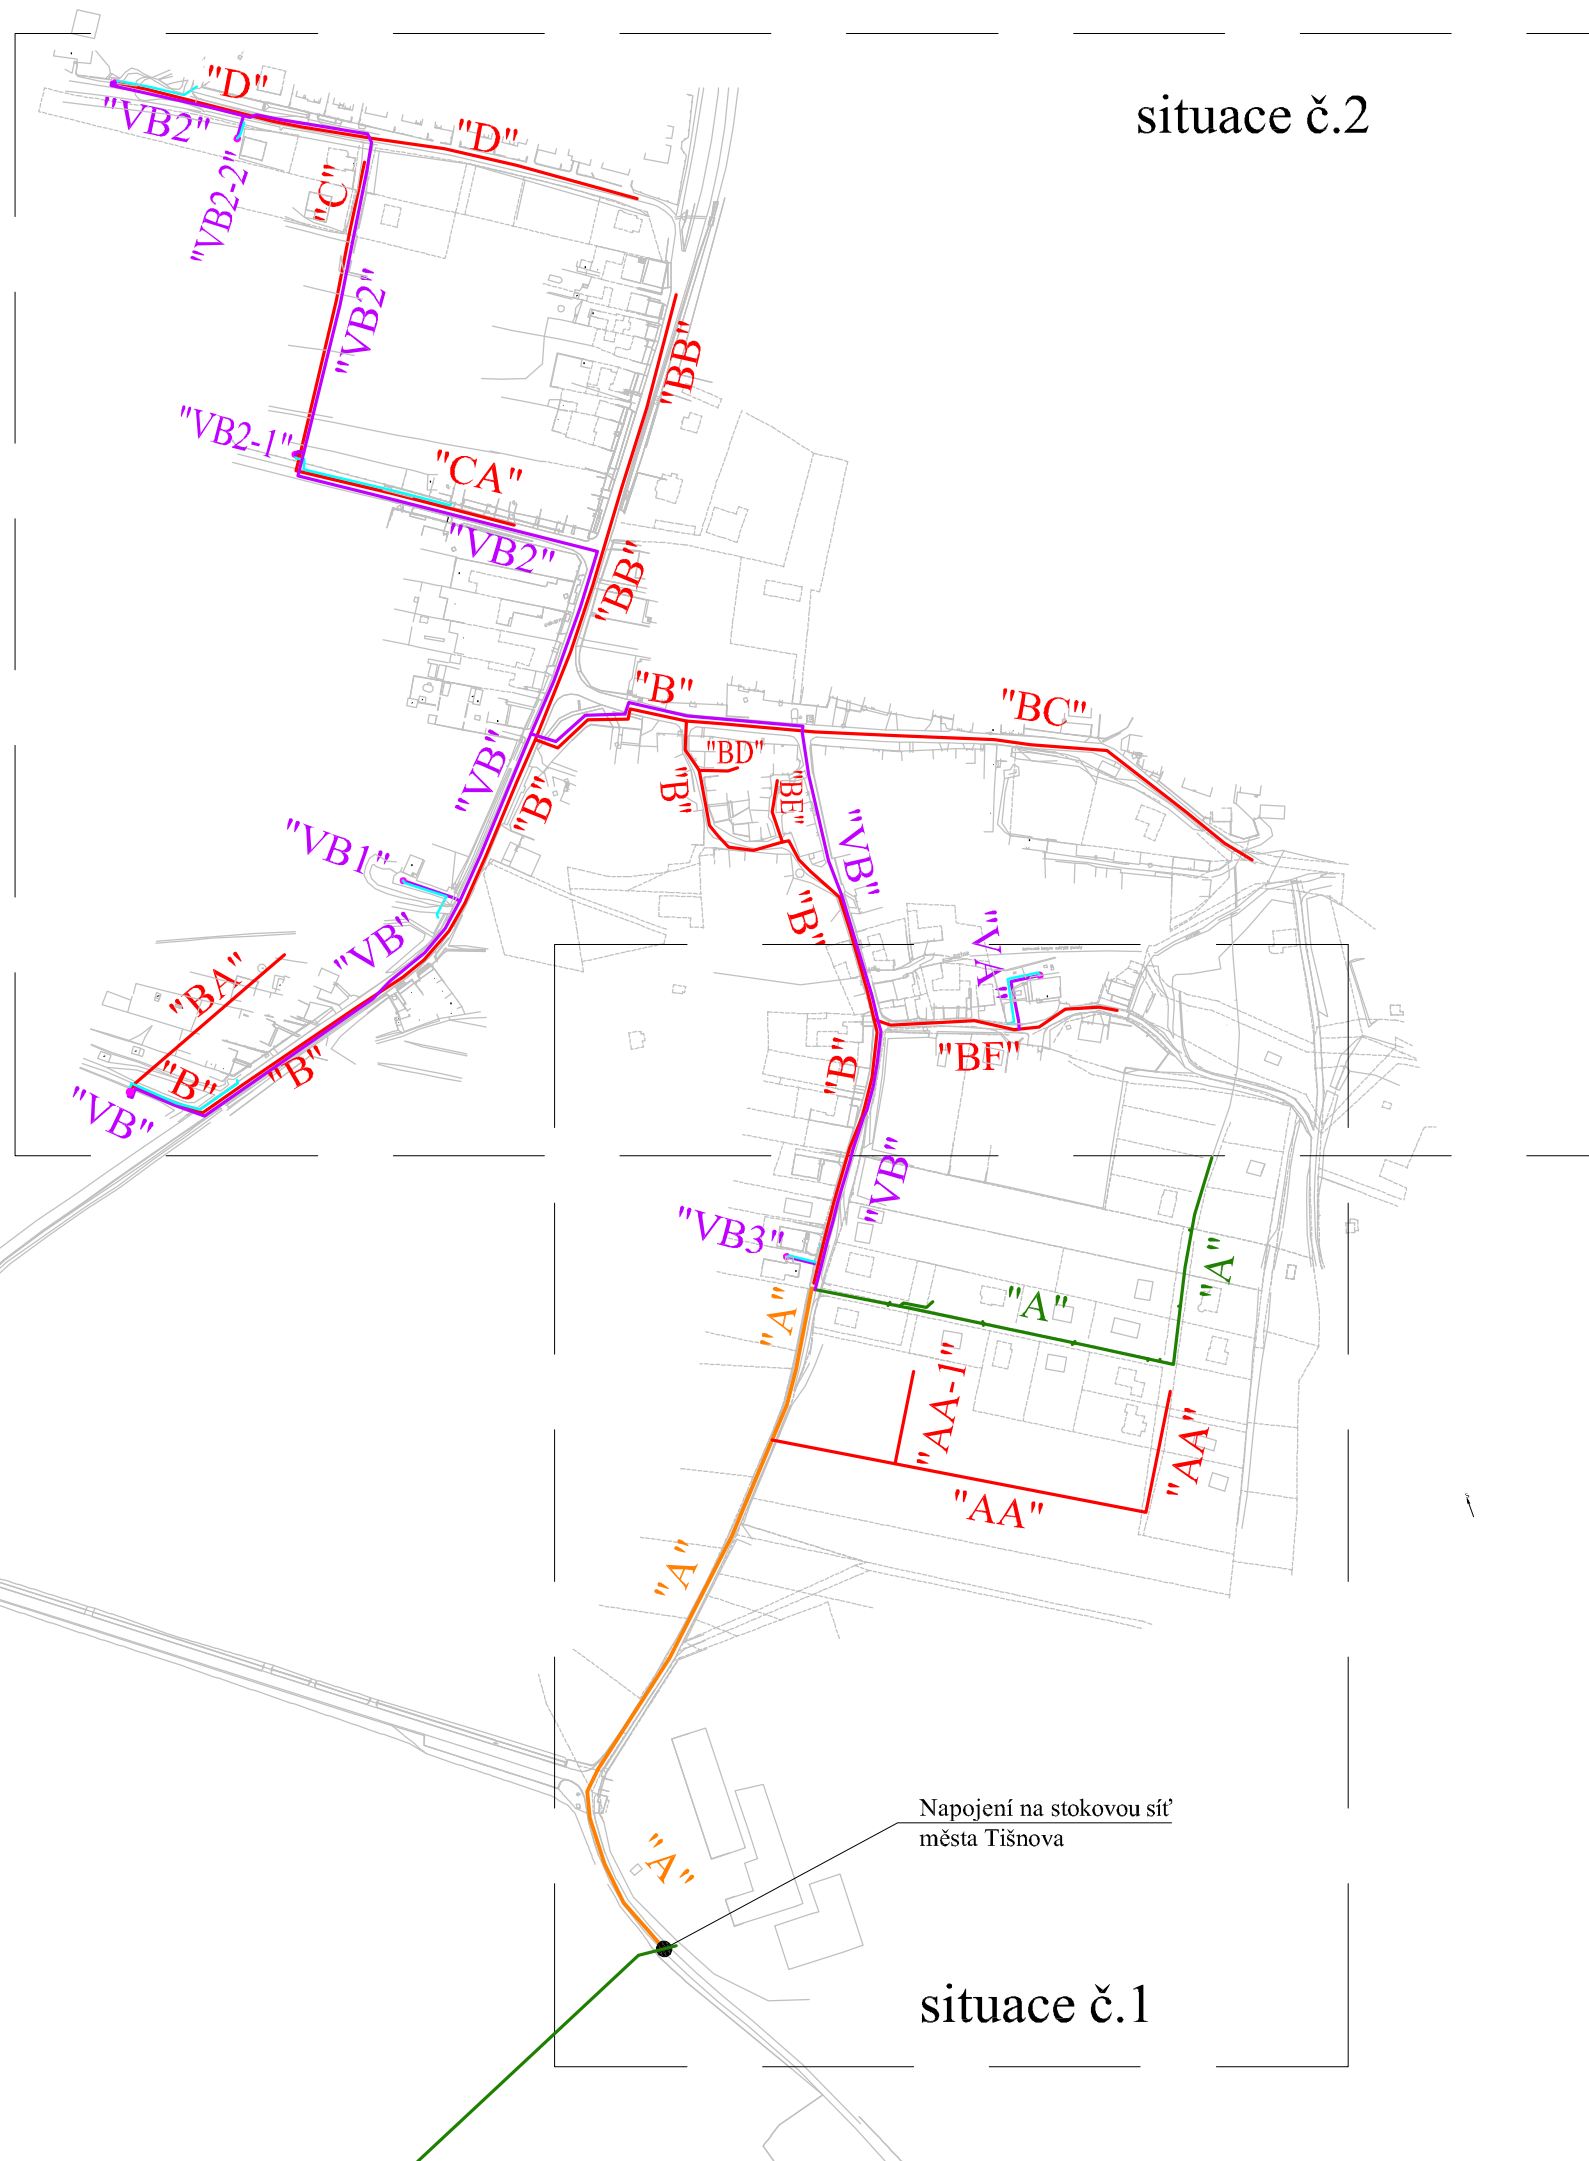 situace č.2
"D"
"VB2"
"D"
"VB2-2"
"C"
"VB2"
"BB"
"VB2-1"
"CA"
"VB2"
"BB"
"B"
"BC"
"VB"
"B"
"BD"
"B"
"BE"
"VB"
"VB1"
"B"
"VB"
"VA"
"BA"
"B"
"B"
"VB"
"B"
"BF"
"VB"
"VB3"
"A"
"A"
"A"
"AA-1"
"AA"
"AA"
"A"
Napojení na stokovou síť
města Tišnova
"A"
situace č.1